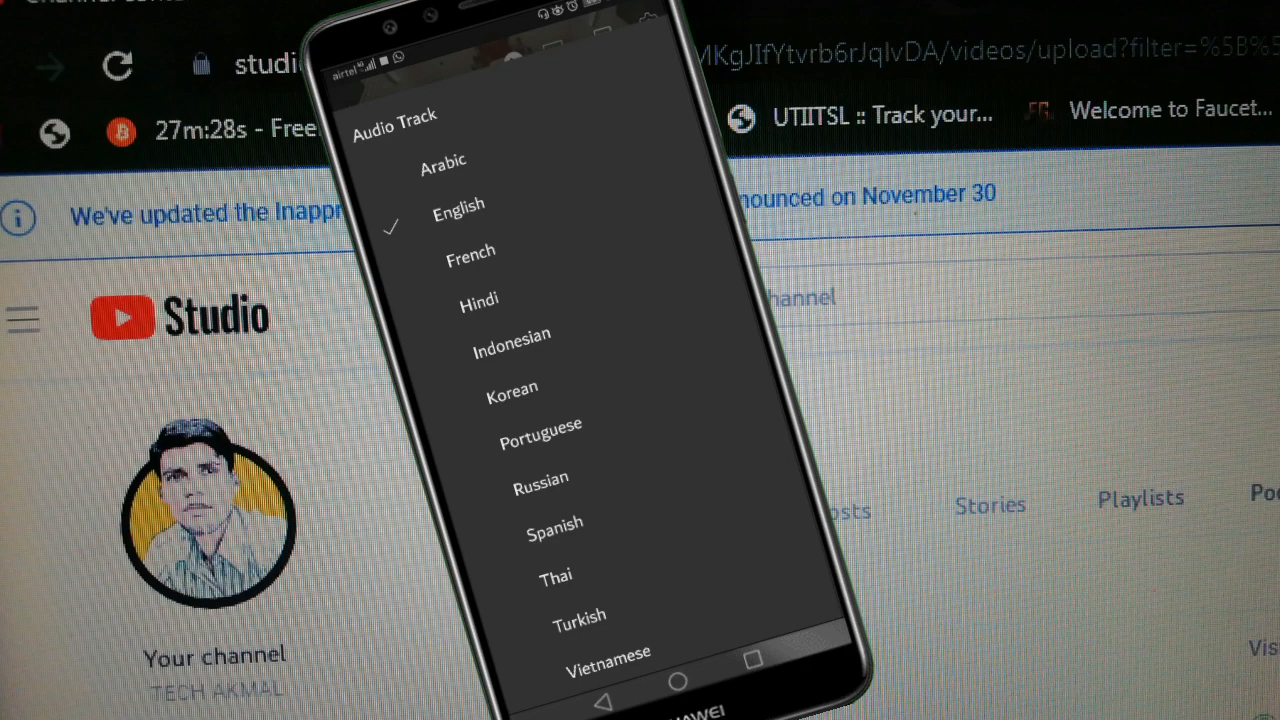 studi
MKgJIfYtvrb6rJqlvDA/videos/upload?filter=%5B%5
27m:28s - Free
UTIITSL :: Track your...
FG
Welcome to Faucet...
We've updated the Inappr
nounced on November 30
Studio
hannel
osts
Stories
Playlists
Po
Vis
Your channel
TECH AKMAL
airtel
Audio Track
Arabic
English
French
Hindi
Indonesian
Korean
Portuguese
Russian
Spanish
Thai
Turkish
Vietnamese
HUAWEI